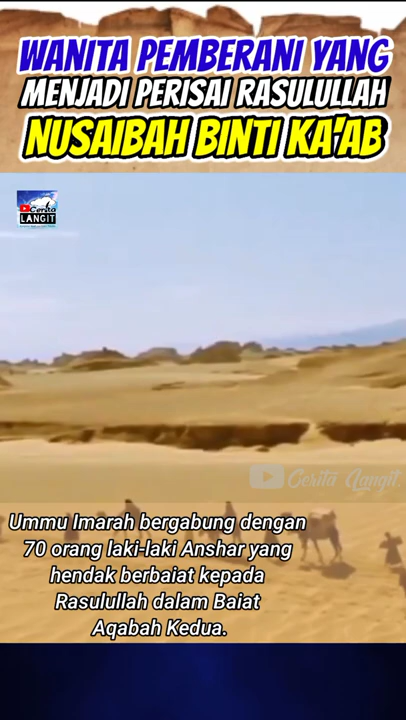 WANITA PEMBERANI YANG
MENJADI PERISAI RASULULLAH
NUSAIBAH BINTI KA'AB
Cerita
LANGIT
Cerita Langit
Ummu Imarah bergabung dengan
70 orang laki-laki Anshar yang
hendak berbaiat kepada
Rasulullah dalam Baiat
Aqabah Kedua.